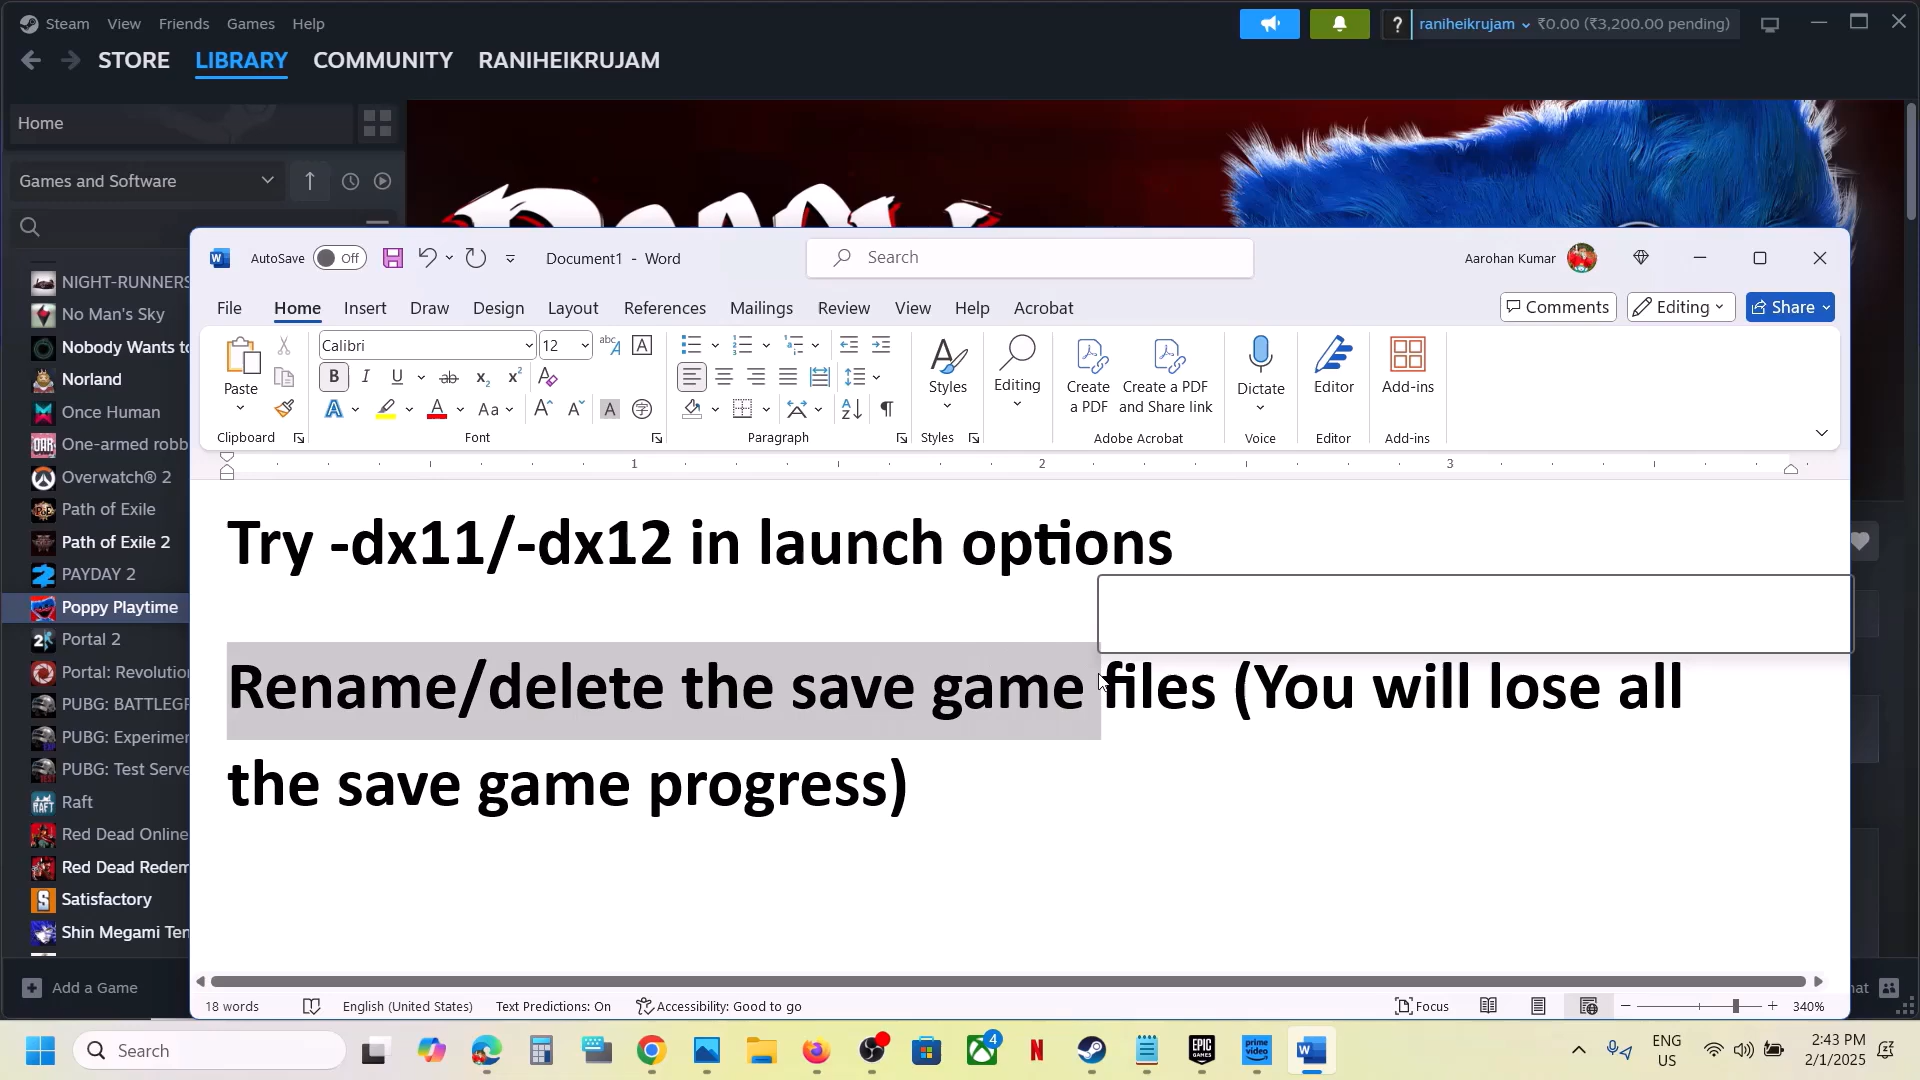 Steam View Friends Games Help
? raniheikrujam ₹0.00 (₹3,200.00 pending)
STORE LIBRARY COMMUNITY RANIHEIKRUJAM
Home
Games and Software
NIGHT-RUNNERS
No Man's Sky
Nobody Wants to
Norland
Once Human
One-armed robb
Overwatch® 2
Path of Exile
Path of Exile 2
PAYDAY 2
Poppy Playtime
Portal 2
Portal: Revolution
PUBG: BATTLEGR
PUBG: Experimen
PUBG: Test Serve
Raft
Red Dead Online
Red Dead Redem
Satisfactory
Shin Megami Ten
Add a Game
AutoSave Off Document1 - Word Search Aarohan Kumar
File Home Insert Draw Design Layout References Mailings Review View Help Acrobat Comments Editing Share
Paste Calibri 12 Styles Editing Create a PDF Create a PDF and Share link Dictate Editor Add-ins
Clipboard Font Paragraph Styles Adobe Acrobat Voice Editor Add-ins
1 2 3
Try -dx11/-dx12 in launch options
Rename/delete the save game files (You will lose all
the save game progress)
18 words English (United States) Text Predictions: On Accessibility: Good to go Focus 340%
Search 4 ENG US 2:43 PM 2/1/2025